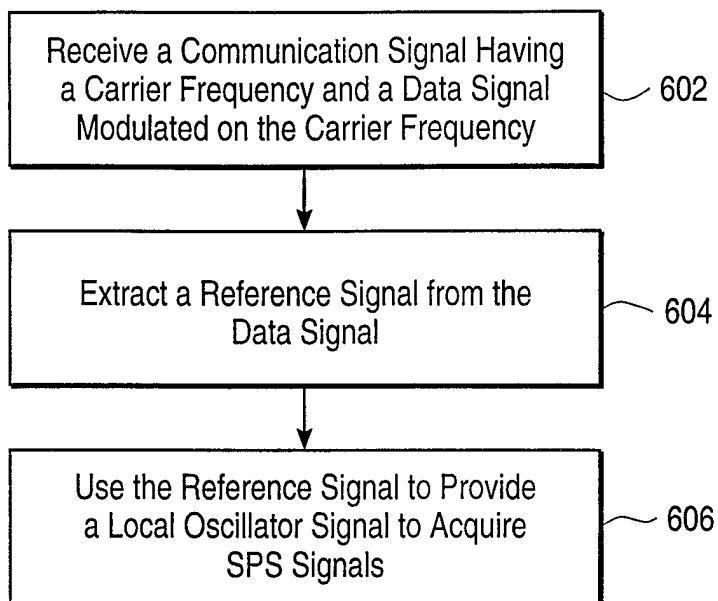 Receive a Communication Signal Having
a Carrier Frequency and a Data Signal
Modulated on the Carrier Frequency
602
Extract a Reference Signal from the
Data Signal
604
Use the Reference Signal to Provide
a Local Oscillator Signal to Acquire
SPS Signals
606